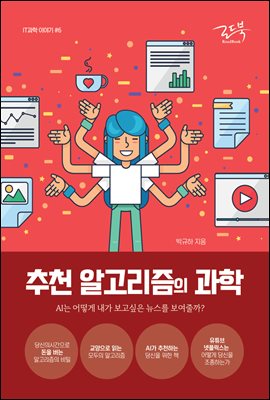 IT과학 이야기 #6
로드북
RoadBook
박규하 지음
추천 알고리즘의 과학
AI는 어떻게 내가 보고싶은 뉴스를 보여줄까?
당신의시간으로
돈을 버는
알고리즘의 비밀
교양으로 읽는
모두의 알고리즘
AI가 추천하는
당신을 위한 책
유튜브
넷플릭스는
어떻게 당신을
조종하는가